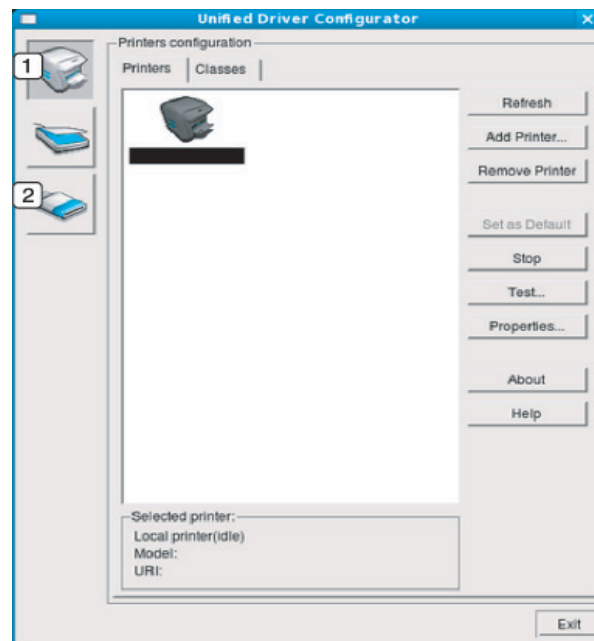 Unified Driver Configurator
1
2
Printers configuration
Printers Classes
Refresh
Add Printer...
Remove Printer
Set as Default
Stop
Test...
Properties...
About
Help
Selected printer:
Local printer(idle)
Model:
URI:
Exit